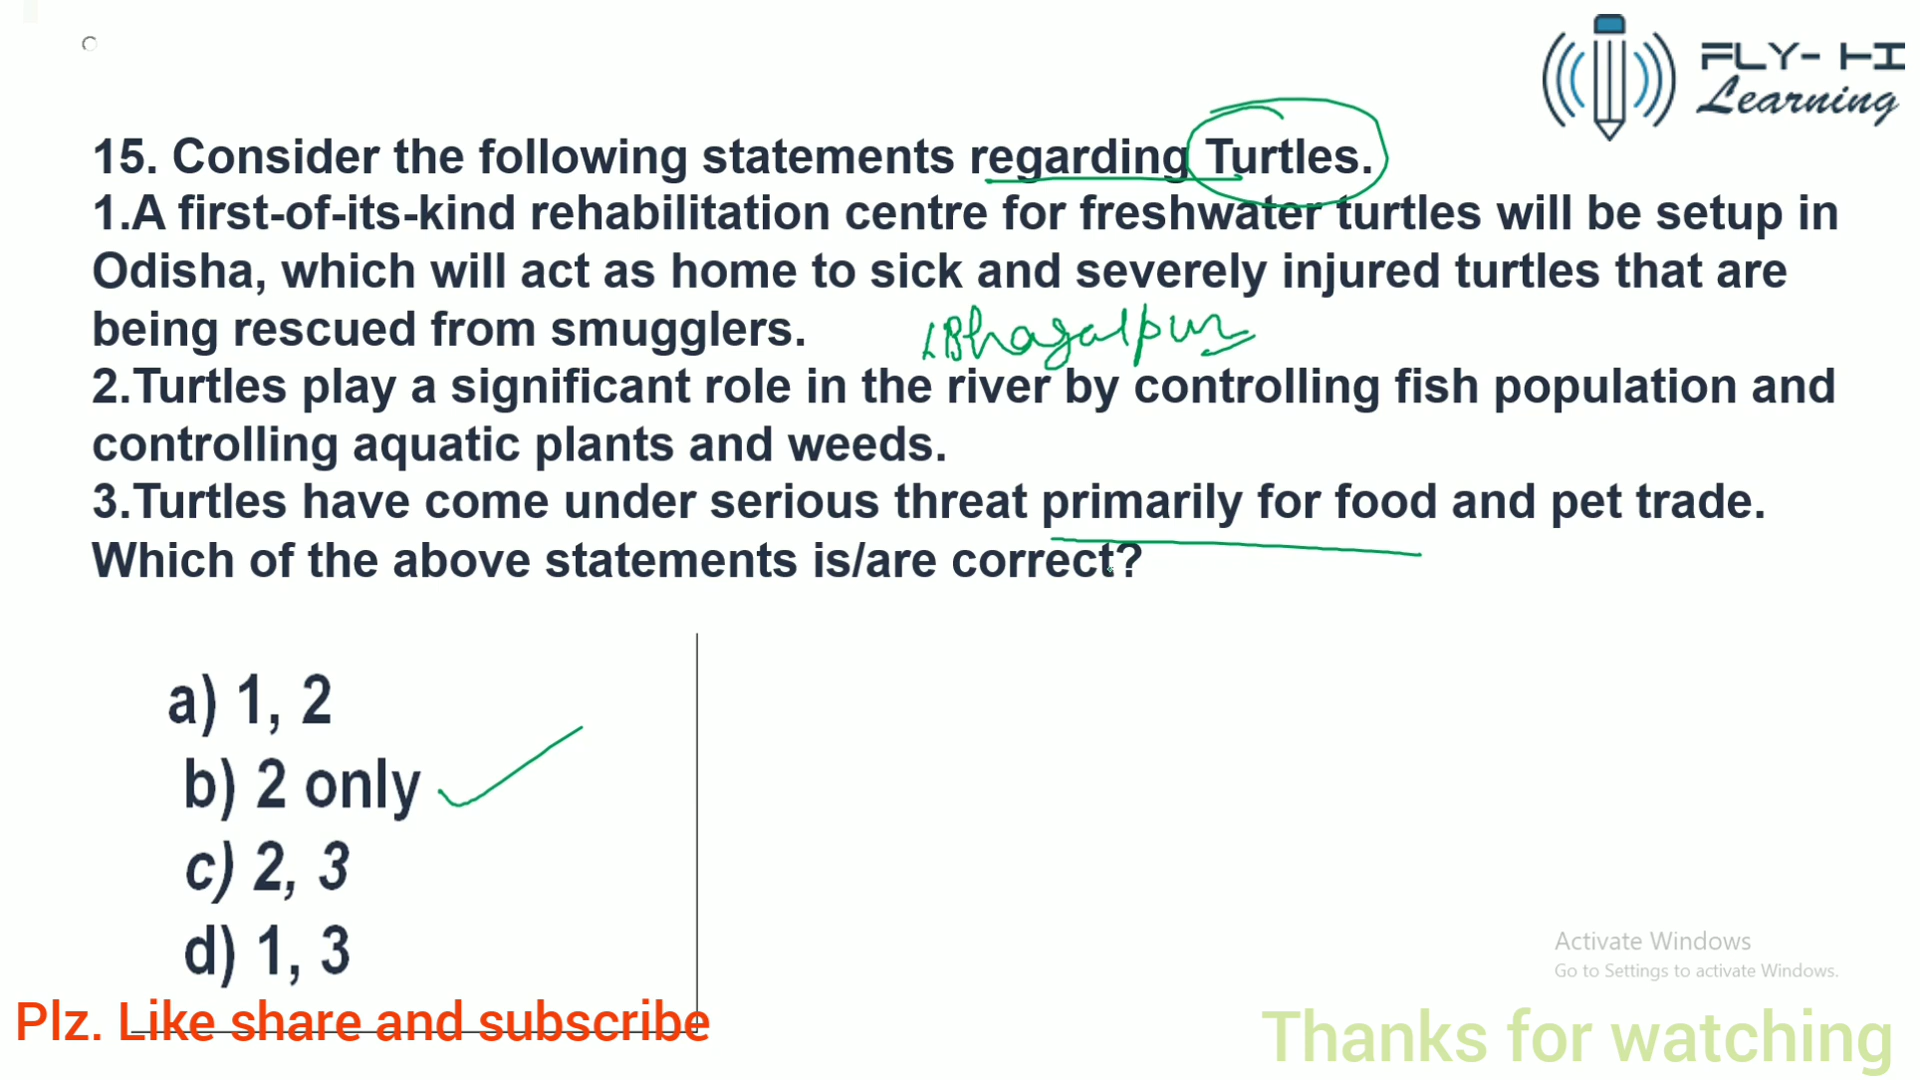 FLY-HI
Learning
15. Consider the following statements regarding Turtles.
1.A first-of-its-kind rehabilitation centre for freshwater turtles will be setup in
Odisha, which will act as home to sick and severely injured turtles that are
being rescued from smugglers.
Bhagalpur
2.Turtles play a significant role in the river by controlling fish population and
controlling aquatic plants and weeds.
3.Turtles have come under serious threat primarily for food and pet trade.
Which of the above statements is/are correct?
a) 1, 2
b) 2 only
c) 2, 3
d) 1, 3
Activate Windows
Go to Settings to activate Windows.
Plz. Like share and subscribe
Thanks for watching